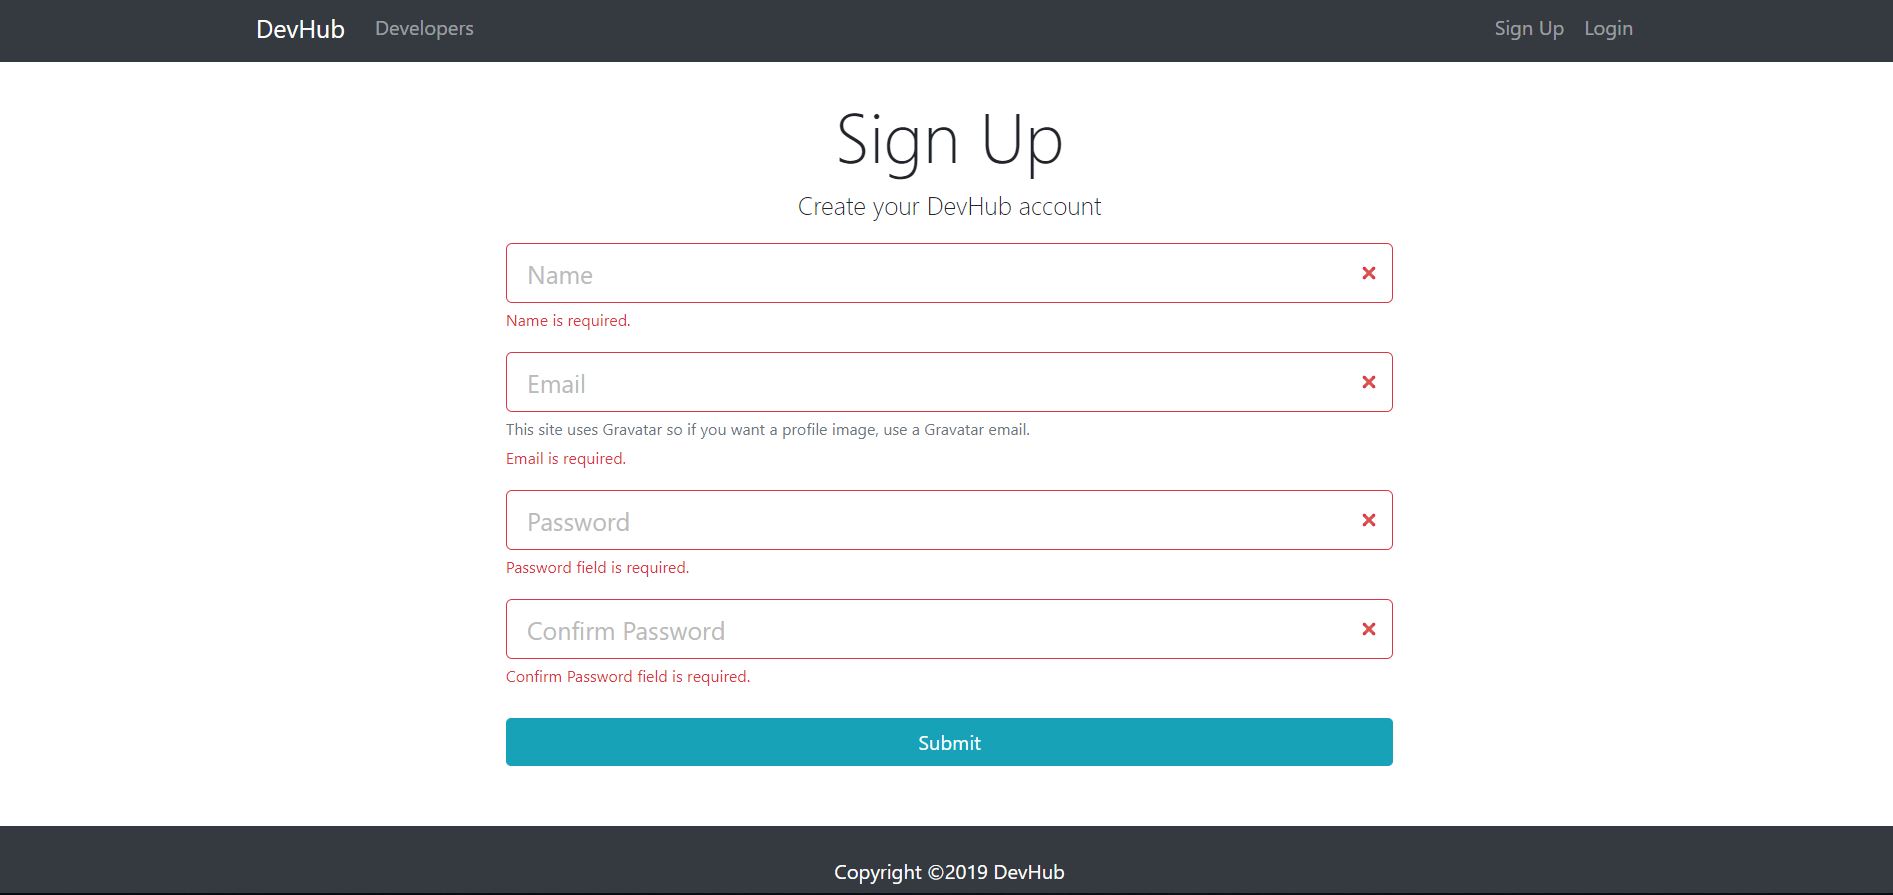 DevHub Developers Sign Up Login
Sign Up
Create your DevHub account
Name
Name is required.
Email
This site uses Gravatar so if you want a profile image, use a Gravatar email.
Email is required.
Password
Password field is required.
Confirm Password
Confirm Password field is required.
Submit
Copyright ©2019 DevHub